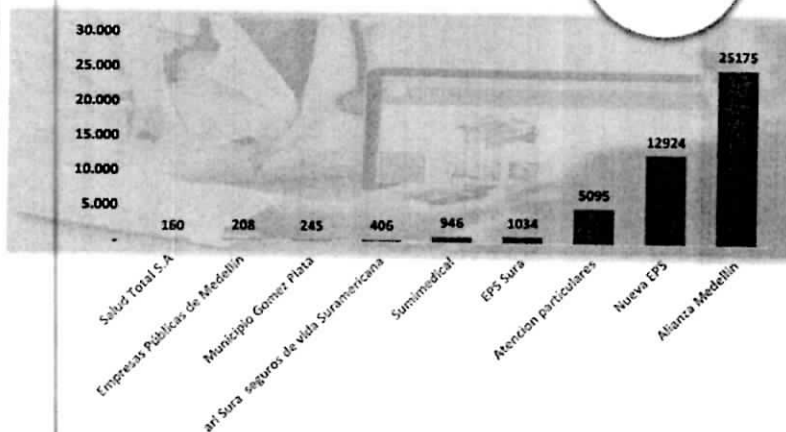 30.000
25.000
20.000
15.000
10.000
5.000
-
160
208
245
406
946
1034
5095
12924
25175
Salud Total S.A
Empresas Públicas de Medellín
Municipio Gomez Plata
arl Sura seguros de vida Suramericana
Sumimedical
EPS Sura
Atencion particulares
Nueva EPS
Alianza Medellin